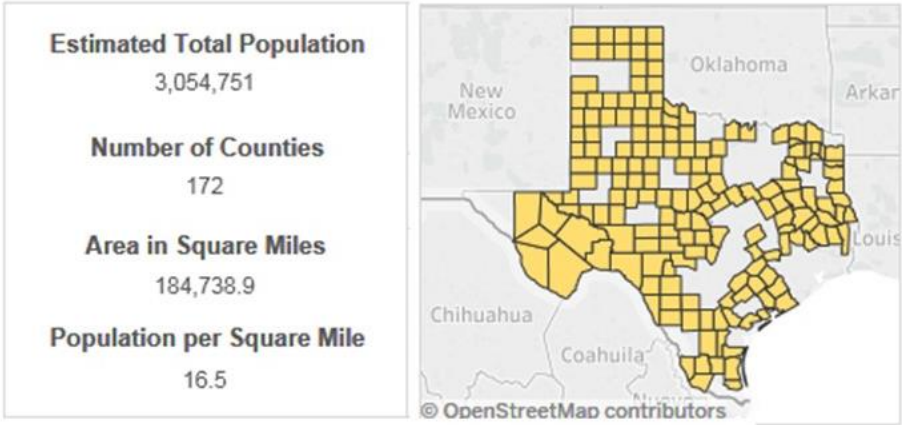 Estimated Total Population
3,054,751
Number of Counties
172
Area in Square Miles
184,738.9
Population per Square Mile
16.5
Oklahoma
New
Mexico
Arkar
Louis
Chihuahua
Coahuila
© OpenStreetMap contributors